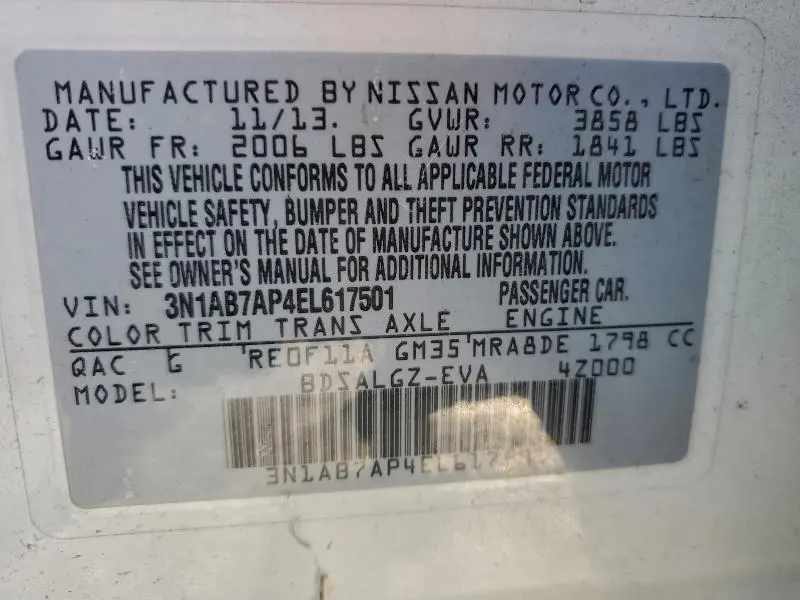 MANUFACTURED BY NISSAN MOTOR CO., LTD.
DATE: 11/13. GVWR: 3858 LBS
GAWR FR: 2006 LBS GAWR RR: 1841 LBS
THIS VEHICLE CONFORMS TO ALL APPLICABLE FEDERAL MOTOR
VEHICLE SAFETY, BUMPER AND THEFT PREVENTION STANDARDS
IN EFFECT ON THE DATE OF MANUFACTURE SHOWN ABOVE.
SEE OWNER'S MANUAL FOR ADDITIONAL INFORMATION.
VIN: 3N1AB7AP4EL617501 PASSENGER CAR.
COLOR TRIM TRANS AXLE ENGINE
QAC G RE0F11A GM35 MRA8DE 1798 CC
MODEL: BDSALGZ-EVA 4Z000
3N1AB7AP4EL617501